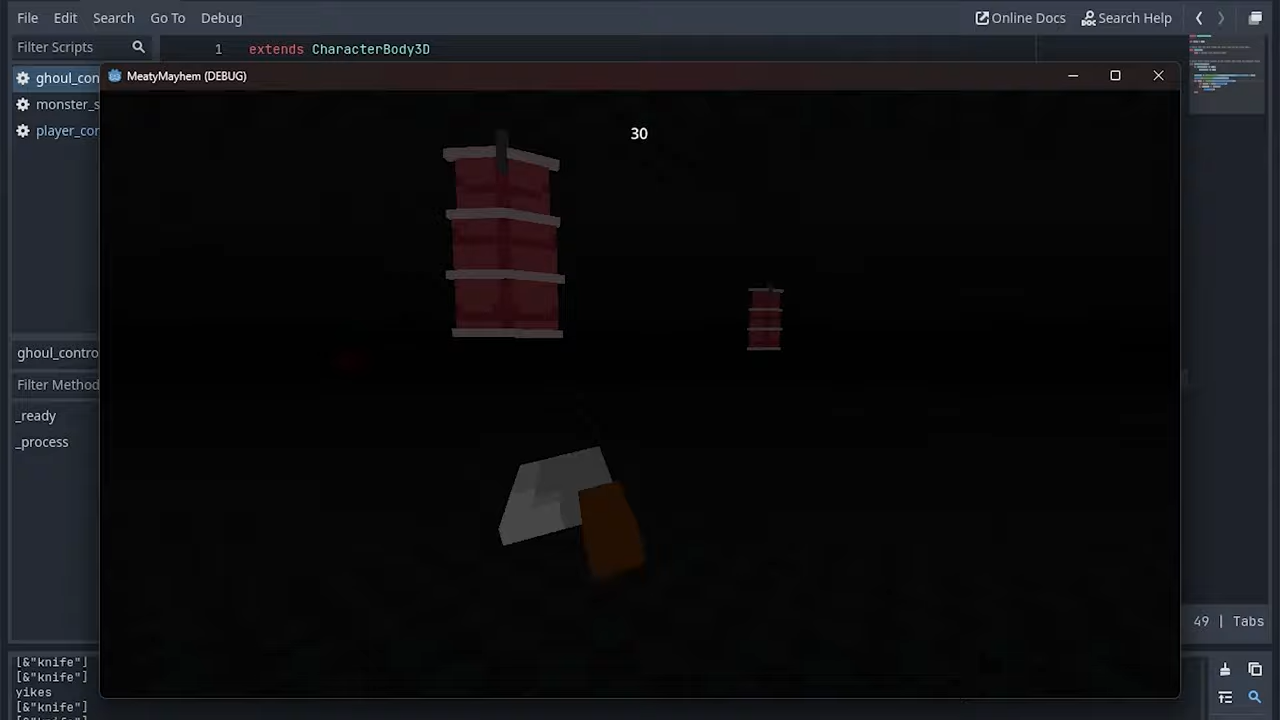 File Edit Search Go To Debug
Online Docs Search Help
Filter Scripts
1 extends CharacterBody3D
ghoul_con
MeatyMayhem (DEBUG)
monster_s
player_con
30
ghoul_contro
Filter Method
_ready
_process
49 | Tabs
[&"knife"]
[&"knife"]
yikes
[&"knife"]